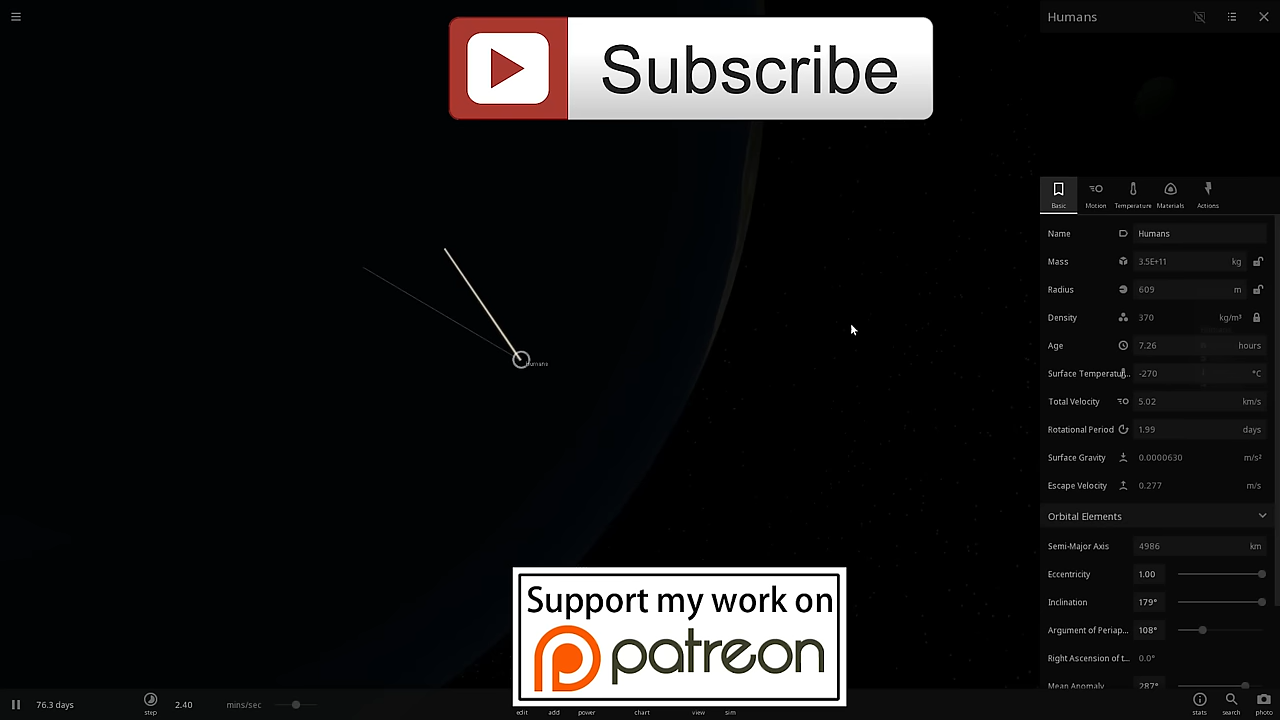 Humans
Subscribe
Basic Motion Temperature Materials Actions
Name Humans
Mass 3.5E+11 kg
Radius 609 m
Density 370 kg/m³
Age 7.26 hours
Surface Temperatur... -270 °C
Total Velocity 5.02 km/s
Rotational Period 1.99 days
Surface Gravity 0.0000630 m/s²
Escape Velocity 0.277 m/s
Humans
Orbital Elements
Semi-Major Axis 4986 km
Eccentricity 1.00
Inclination 179°
Argument of Periap... 108°
Right Ascension of t... 0.0°
Mean Anomaly 287°
Support my work on
patreon
76.3 days step 2.40 mins/sec
edit add power chart view sim stats search photo